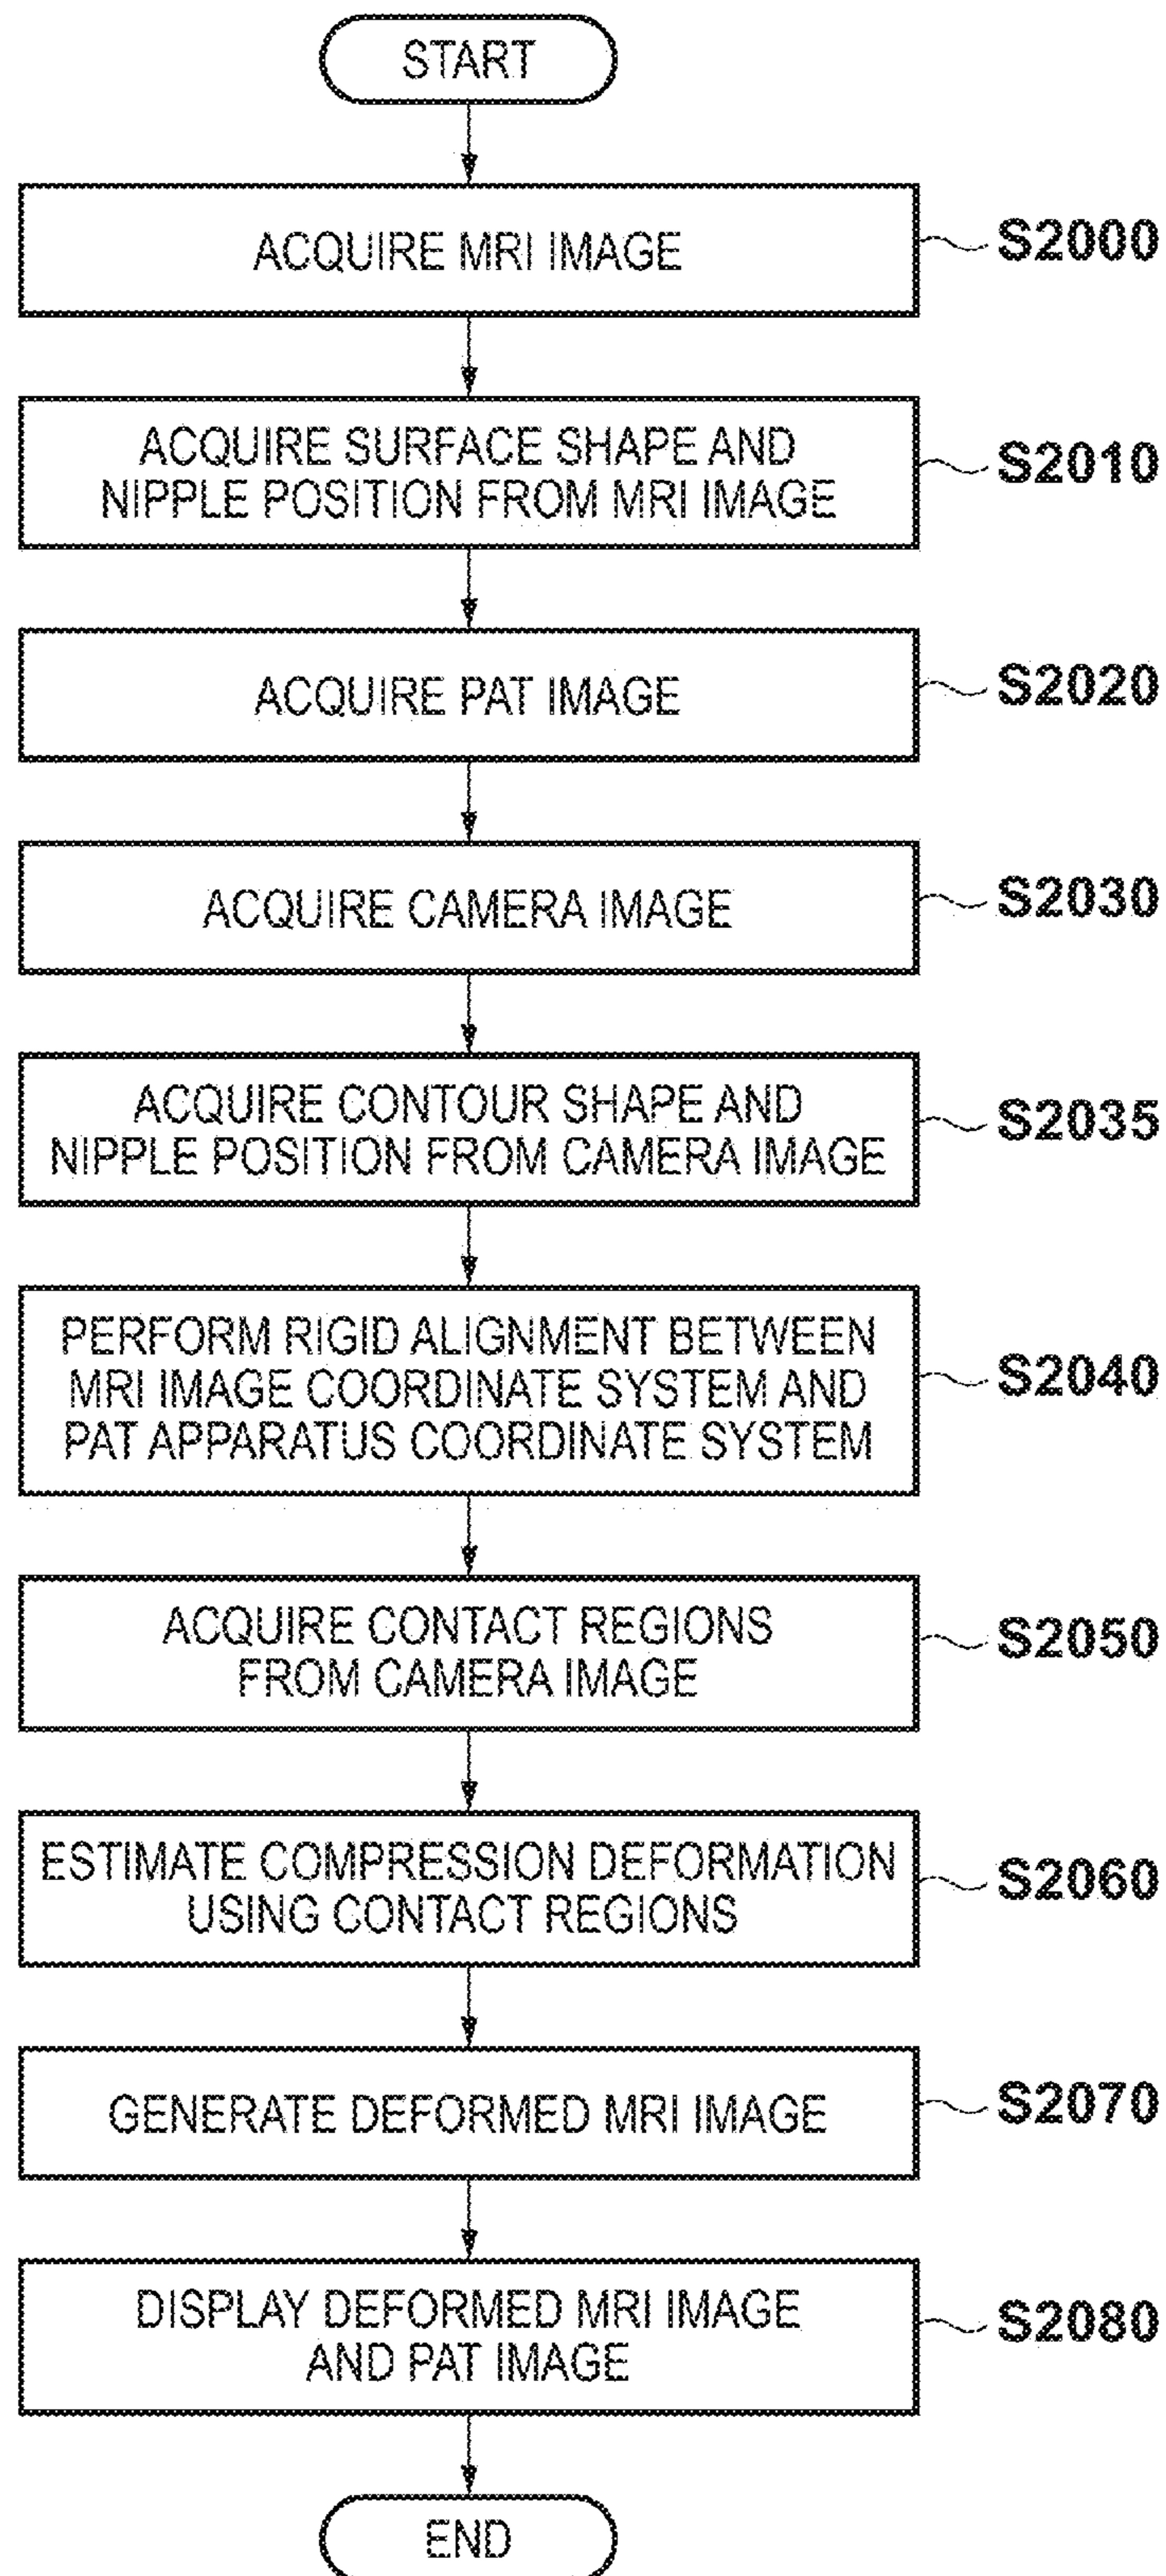 START
ACQUIRE MRI IMAGE
S2000
ACQUIRE SURFACE SHAPE AND
NIPPLE POSITION FROM MRI IMAGE
S2010
ACQUIRE PAT IMAGE
S2020
ACQUIRE CAMERA IMAGE
S2030
ACQUIRE CONTOUR SHAPE AND
NIPPLE POSITION FROM CAMERA IMAGE
S2035
PERFORM RIGID ALIGNMENT BETWEEN
MRI IMAGE COORDINATE SYSTEM AND
PAT APPARATUS COORDINATE SYSTEM
S2040
ACQUIRE CONTACT REGIONS
FROM CAMERA IMAGE
S2050
ESTIMATE COMPRESSION DEFORMATION
USING CONTACT REGIONS
S2060
GENERATE DEFORMED MRI IMAGE
S2070
DISPLAY DEFORMED MRI IMAGE
AND PAT IMAGE
S2080
END